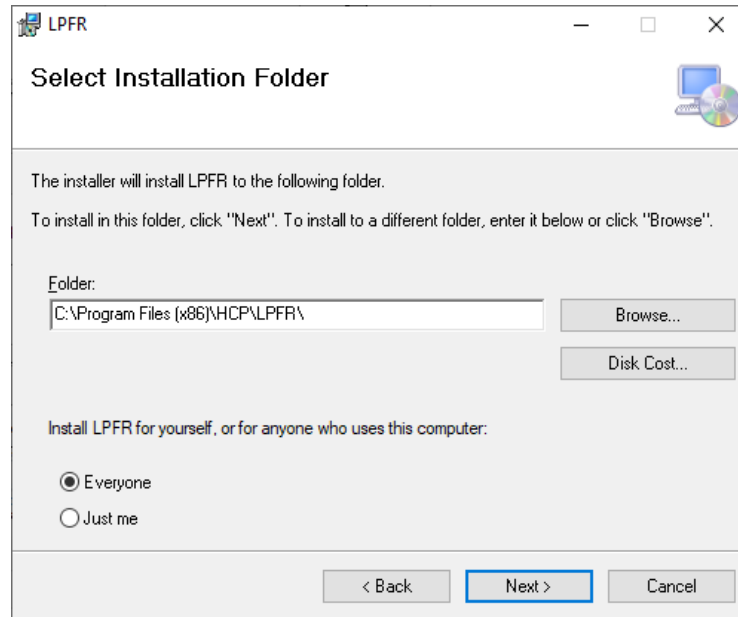 LPFR
Select Installation Folder
The installer will install LPFR to the following folder.
To install in this folder, click "Next". To install to a different folder, enter it below or click "Browse".
Folder:
C:\Program Files (x86)\HCP\LPFR\
Browse...
Disk Cost...
Install LPFR for yourself, or for anyone who uses this computer:
Everyone
Just me
< Back
Next >
Cancel